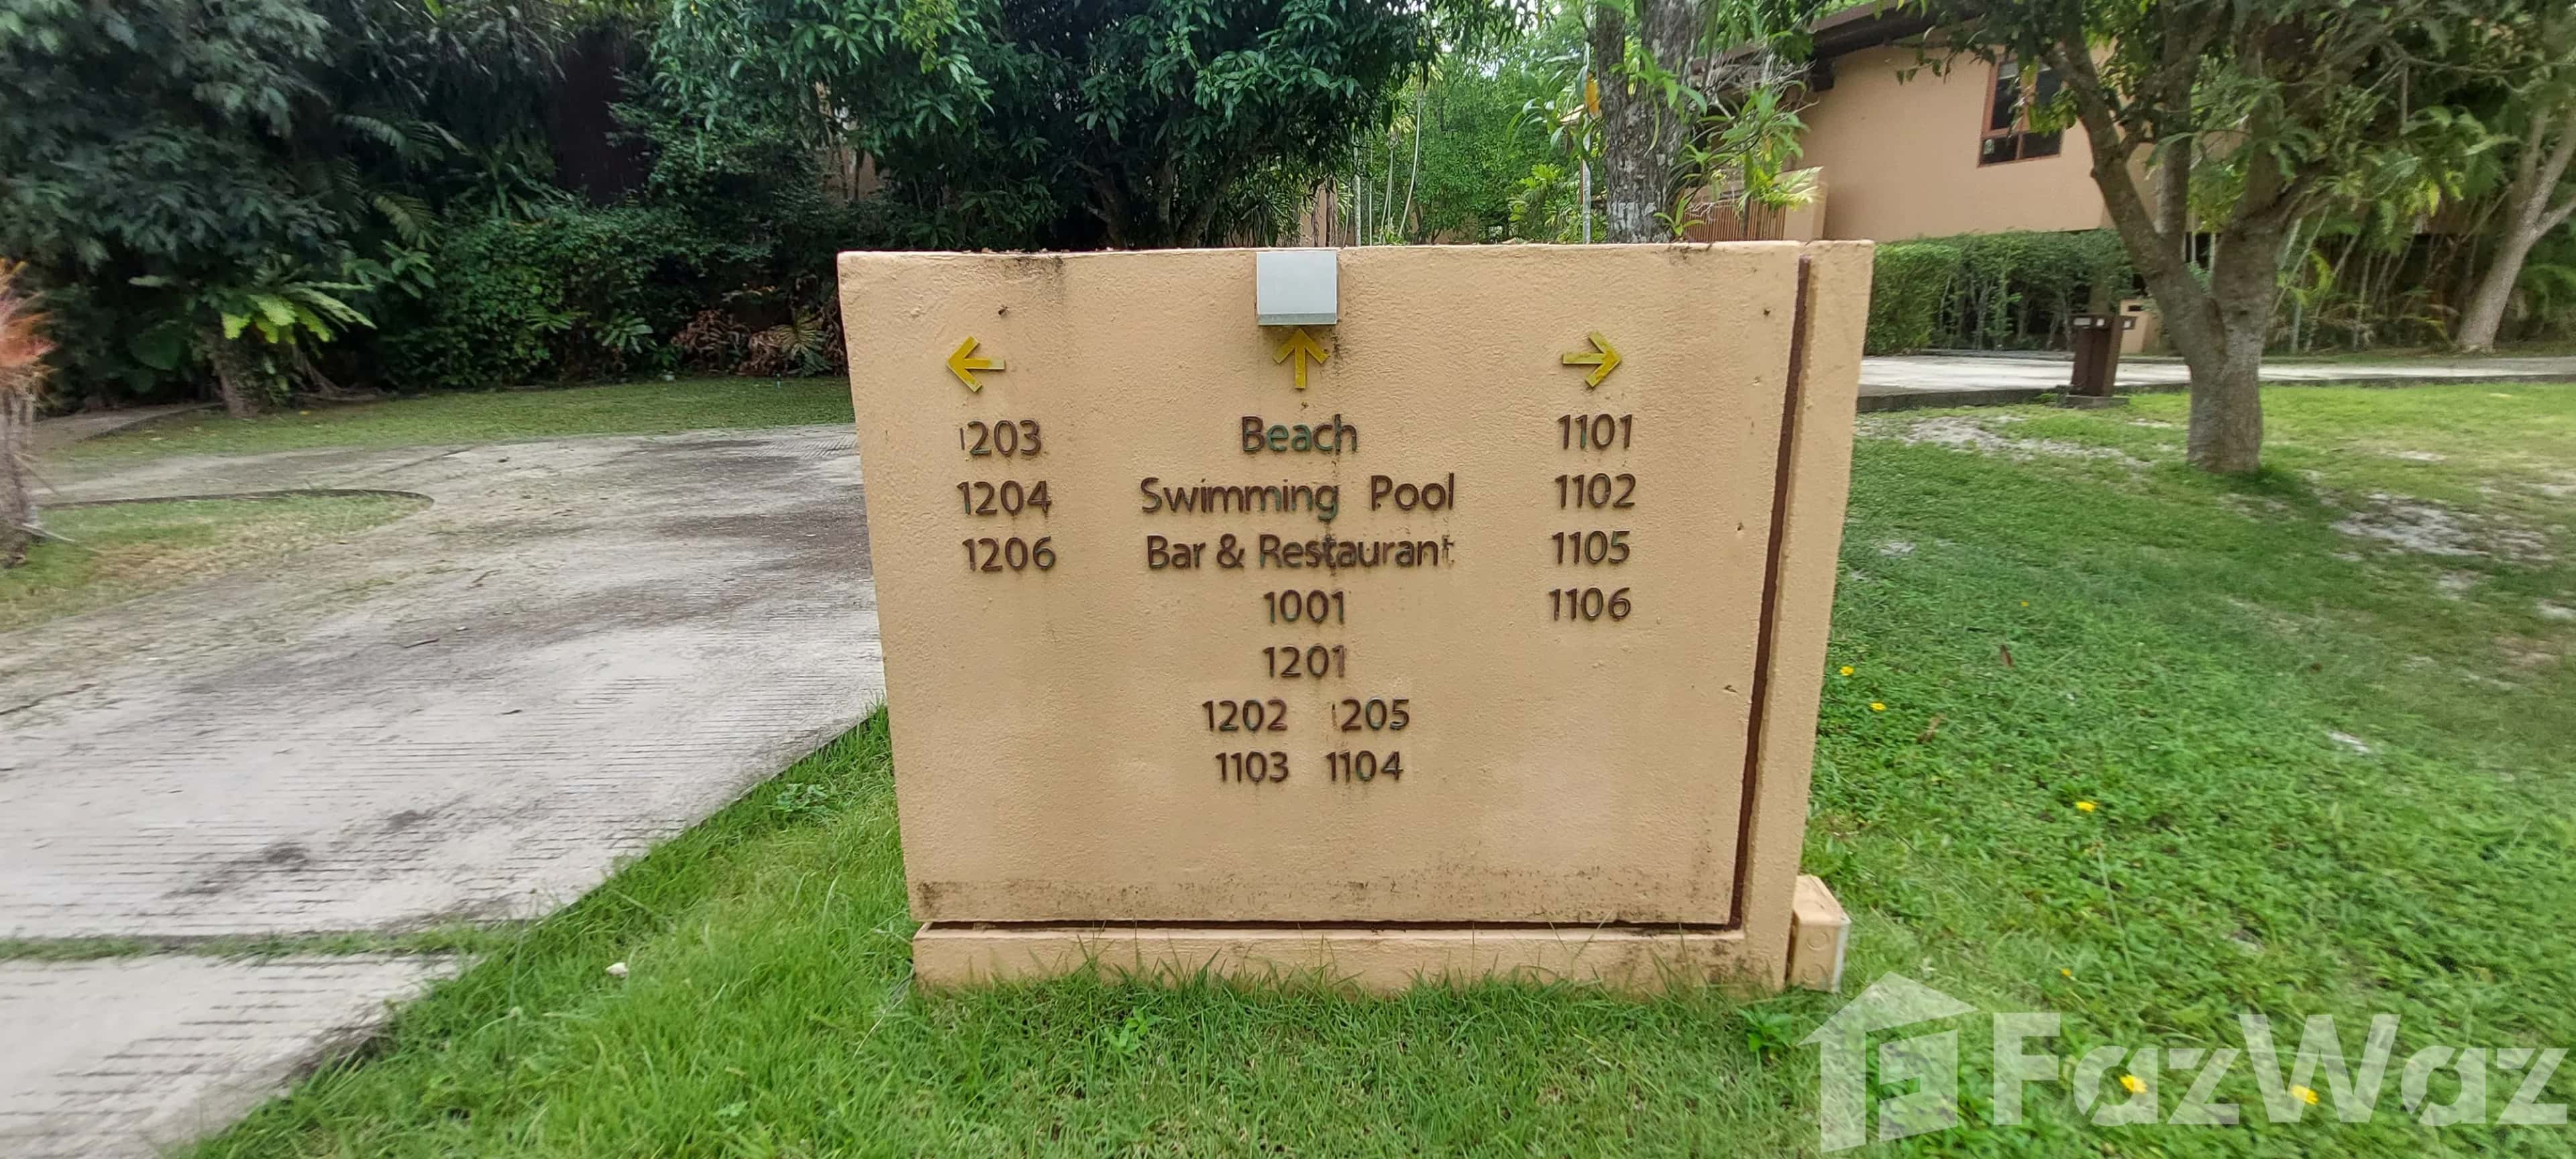 ← ↑ →
1203 Beach 1101
1204 Swimming Pool 1102
1206 Bar & Restaurant 1105
1001 1106
1201
1202 1205
1103 1104
FazWaz